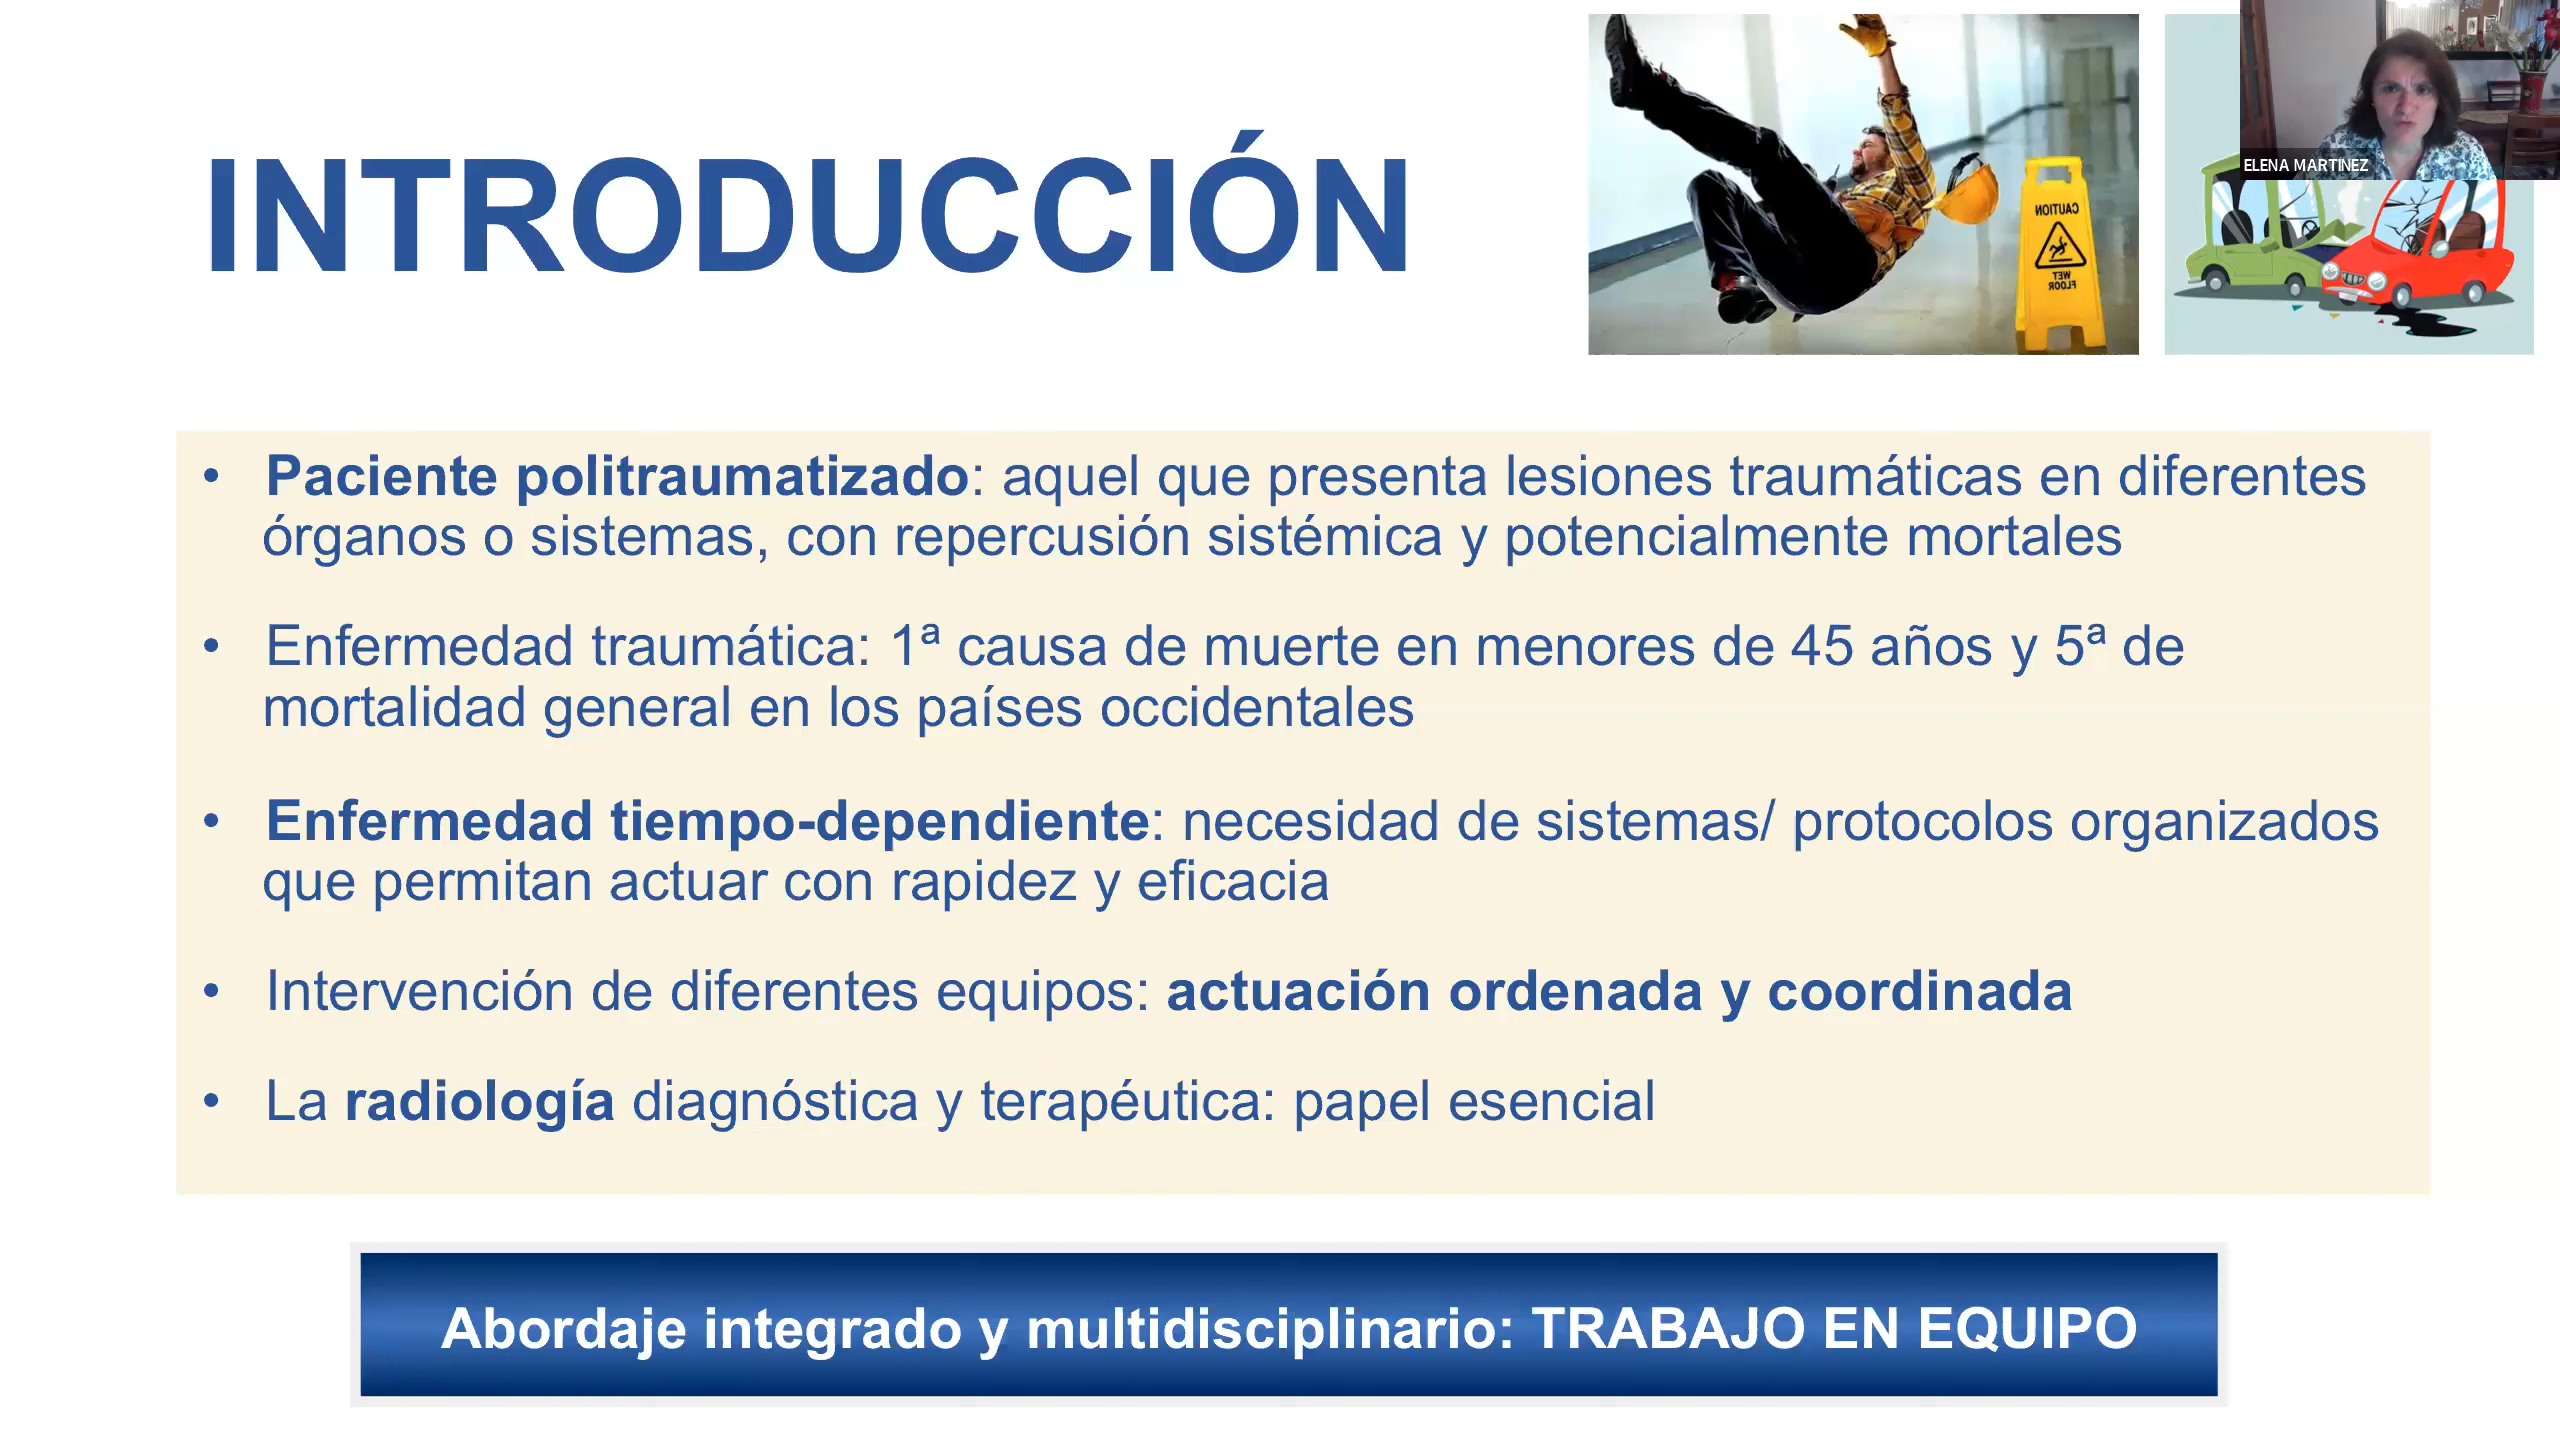 INTRODUCCIÓN
CAUTION
WET
FLOOR
ELENA MARTINEZ
• Paciente politraumatizado: aquel que presenta lesiones traumáticas en diferentes
órganos o sistemas, con repercusión sistémica y potencialmente mortales
• Enfermedad traumática: 1ª causa de muerte en menores de 45 años y 5ª de
mortalidad general en los países occidentales
• Enfermedad tiempo-dependiente: necesidad de sistemas/ protocolos organizados
que permitan actuar con rapidez y eficacia
• Intervención de diferentes equipos: actuación ordenada y coordinada
• La radiología diagnóstica y terapéutica: papel esencial
Abordaje integrado y multidisciplinario: TRABAJO EN EQUIPO